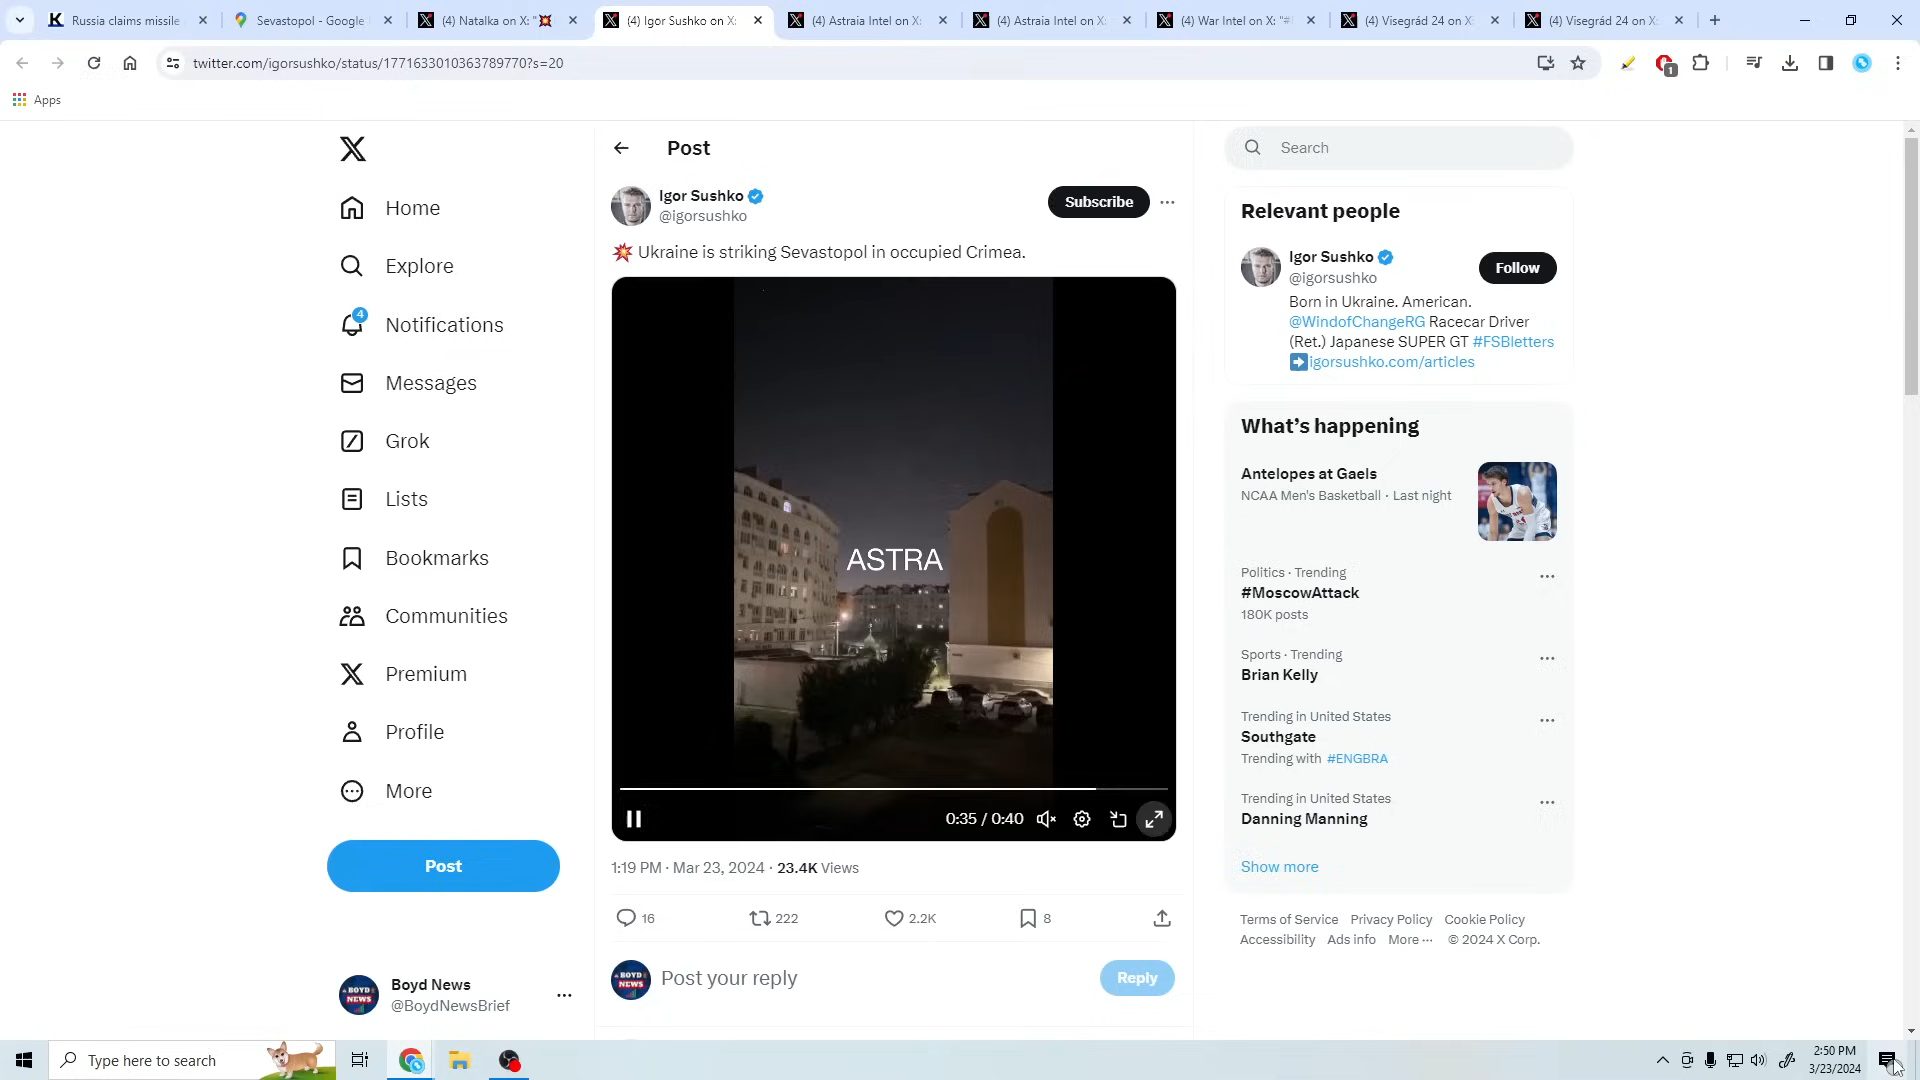 Russia claims missile
Sevastopol - Google
(4) Natalka on X: "💥
(4) Igor Sushko on X:
(4) Astraia Intel on X:
(4) Astraia Intel on X:
(4) War Intel on X: "#
(4) Visegrád 24 on X:
(4) Visegrád 24 on X:
twitter.com/igorsushko/status/1771633010363789770?s=20
1
Apps
Home
Explore
4
Notifications
Messages
Grok
Lists
Bookmarks
Communities
Premium
Profile
More
Post
Boyd News
@BoydNewsBrief
Post
Igor Sushko
@igorsushko
Subscribe
💥 Ukraine is striking Sevastopol in occupied Crimea.
ASTRA
0:35 / 0:40
1:19 PM · Mar 23, 2024 · 23.4K Views
16 222 2.2K 8
BOYD NEWS
Post your reply
Reply
Search
Relevant people
Igor Sushko
@igorsushko
Follow
Born in Ukraine. American.
@WindofChangeRG Racecar Driver
(Ret.) Japanese SUPER GT #FSBletters
➡igorsushko.com/articles
What's happening
Antelopes at Gaels
NCAA Men's Basketball · Last night
Politics · Trending
#MoscowAttack
180K posts
Sports · Trending
Brian Kelly
Trending in United States
Southgate
Trending with #ENGBRA
Trending in United States
Danning Manning
Show more
Terms of Service Privacy Policy Cookie Policy
Accessibility Ads info More ··· © 2024 X Corp.
Type here to search
2:50 PM
3/23/2024